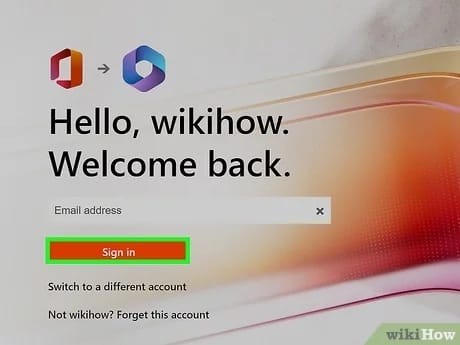 Hello, wikihow.
Welcome back.
Email address
Sign in
Switch to a different account
Not wikihow? Forget this account
wikiHow